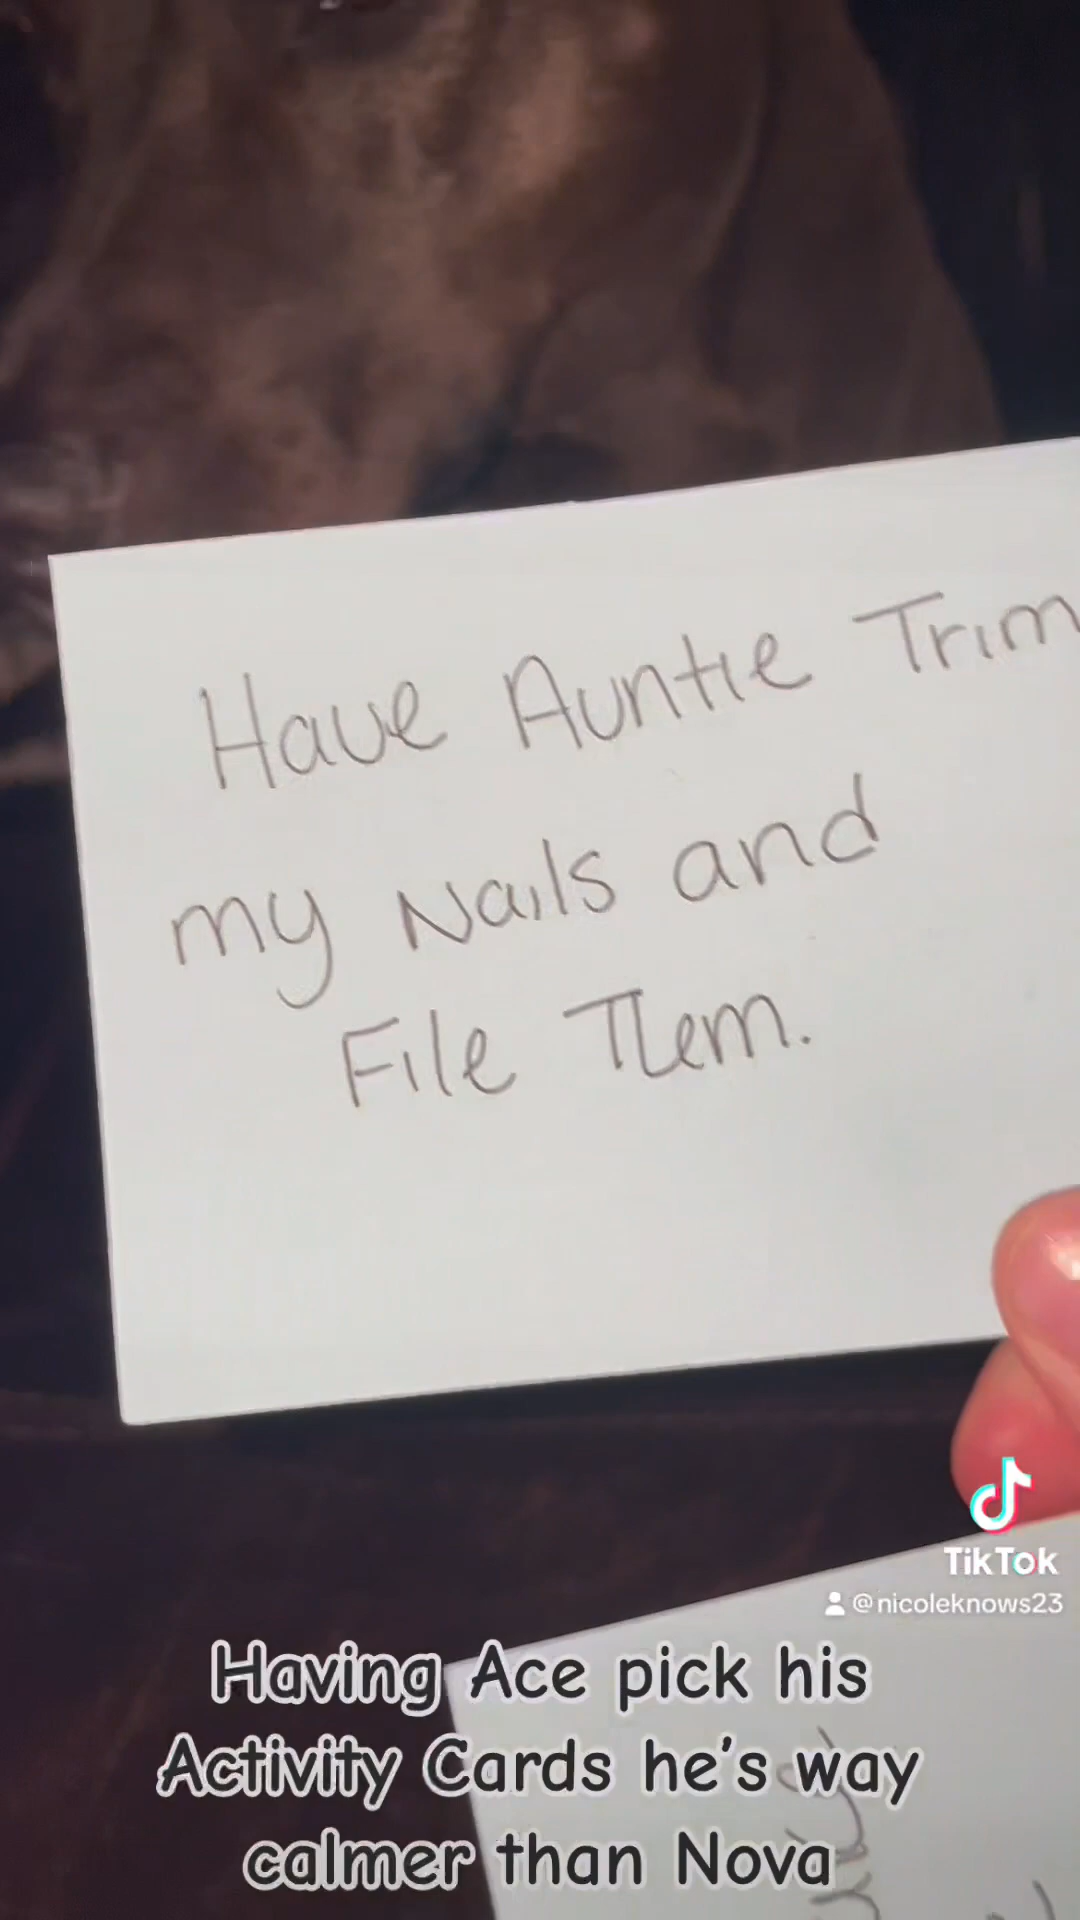 Have Auntie Trim
my Nails and
File Them.
TikTok
@nicoleknows23
Having Ace pick his
Activity Cards he's way
calmer than Nova